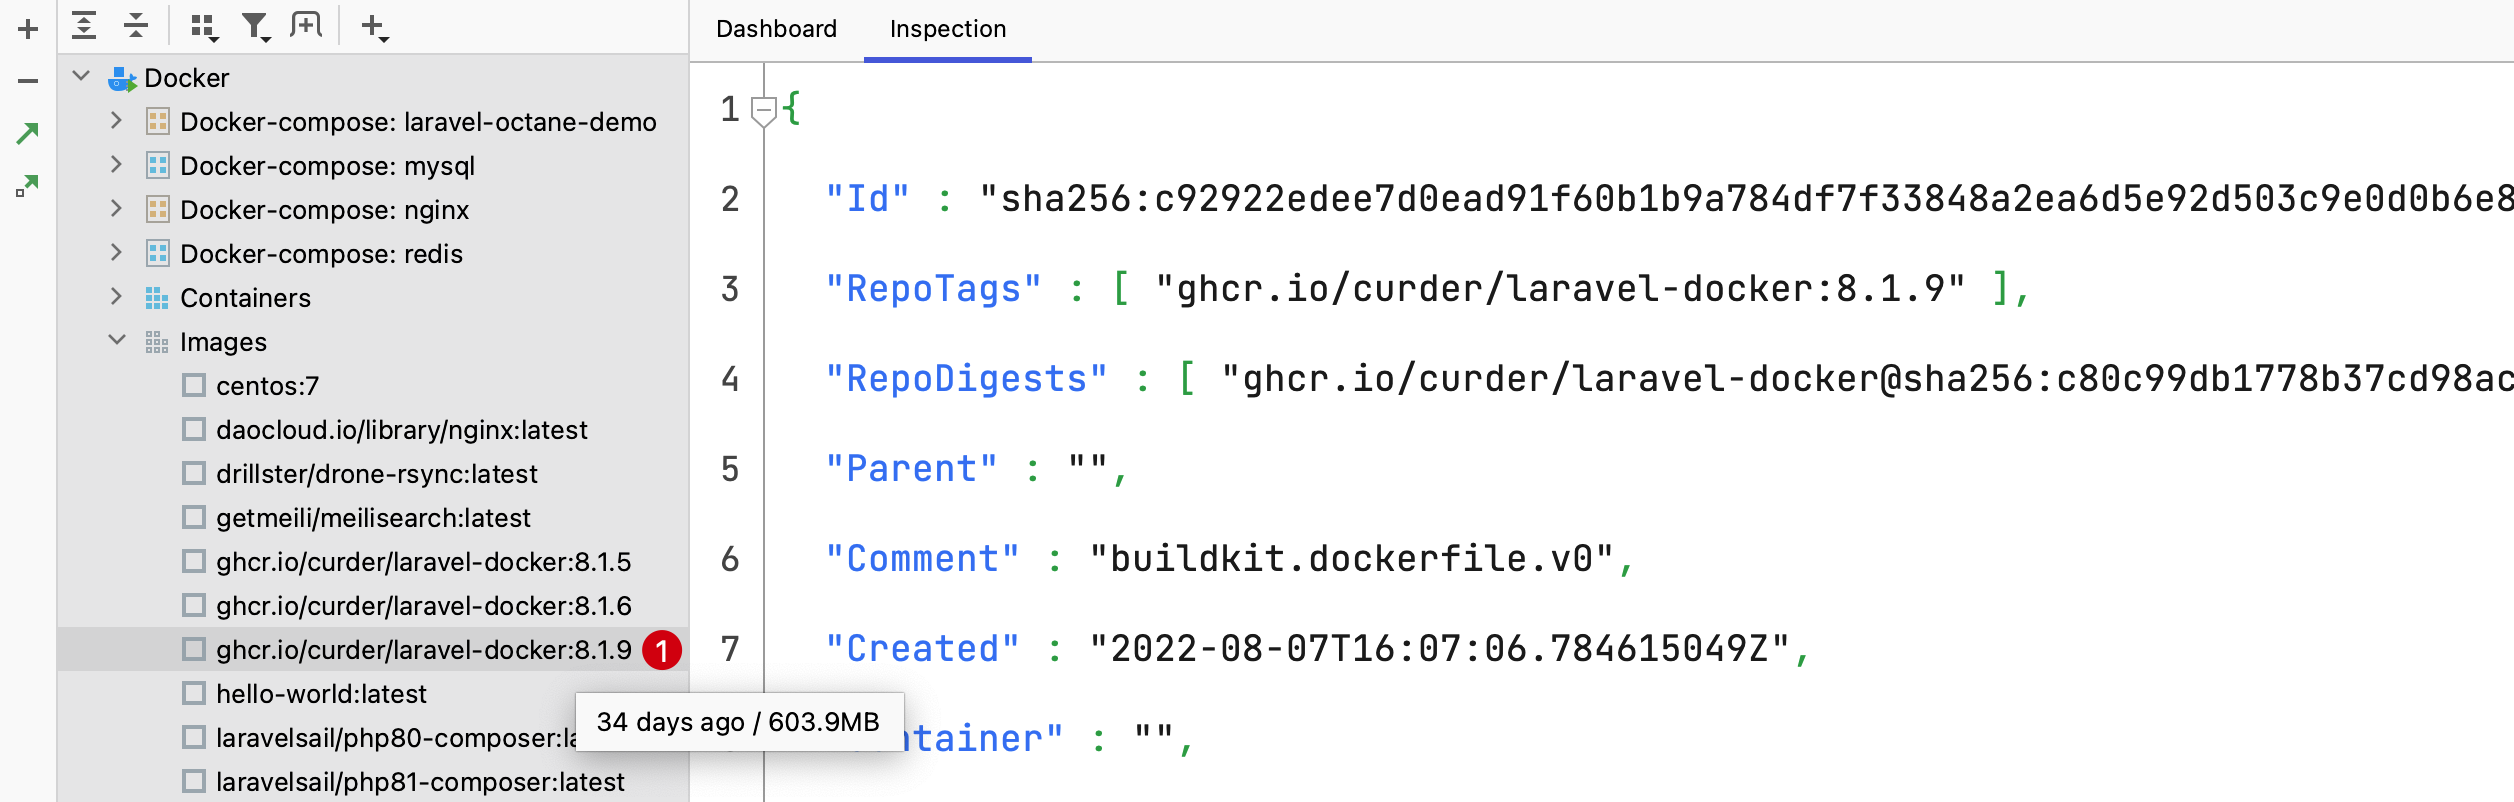 Docker
Docker-compose: laravel-octane-demo
Docker-compose: mysql
Docker-compose: nginx
Docker-compose: redis
Containers
Images
centos:7
daocloud.io/library/nginx:latest
drillster/drone-rsync:latest
getmeili/meilisearch:latest
ghcr.io/curder/laravel-docker:8.1.5
ghcr.io/curder/laravel-docker:8.1.6
ghcr.io/curder/laravel-docker:8.1.9 1
hello-world:latest
34 days ago / 603.9MB
laravelsail/php80-composer:la
laravelsail/php81-composer:latest
Dashboard Inspection
1 {
2 "Id" : "sha256:c92922edee7d0ead91f60b1b9a784df7f33848a2ea6d5e92d503c9e0d0b6e8
3 "RepoTags" : [ "ghcr.io/curder/laravel-docker:8.1.9" ],
4 "RepoDigests" : [ "ghcr.io/curder/laravel-docker@sha256:c80c99db1778b37cd98ac
5 "Parent" : "",
6 "Comment" : "buildkit.dockerfile.v0",
7 "Created" : "2022-08-07T16:07:06.784615049Z",
ntainer" : "",